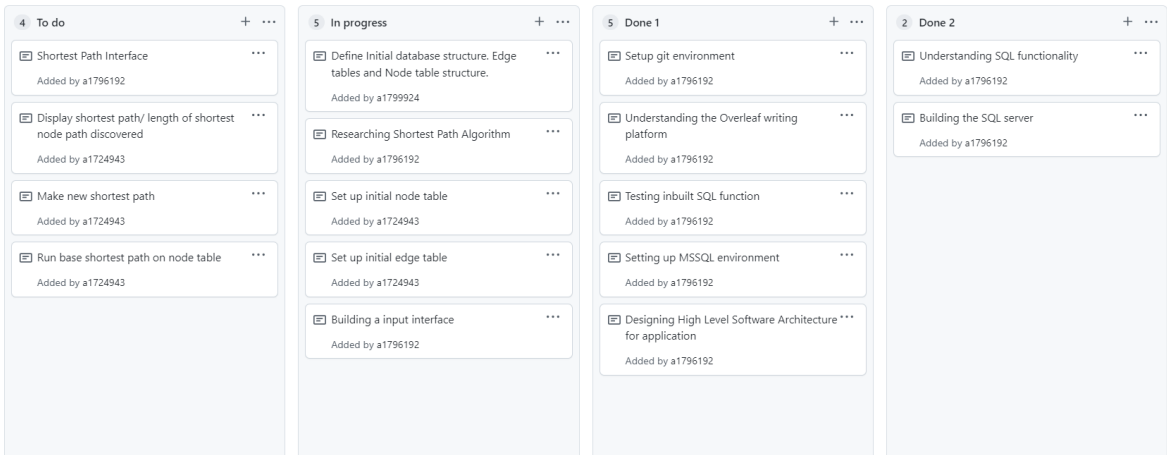 4 To do
Shortest Path Interface
Added by a1796192
Display shortest path/ length of shortest
node path discovered
Added by a1724943
Make new shortest path
Added by a1724943
Run base shortest path on node table
Added by a1724943
5 In progress
Define Initial database structure. Edge
tables and Node table structure.
Added by a1799924
Researching Shortest Path Algorithm
Added by a1796192
Set up initial node table
Added by a1724943
Set up initial edge table
Added by a1724943
Building a input interface
Added by a1796192
5 Done 1
Setup git environment
Added by a1796192
Understanding the Overleaf writing
platform
Added by a1796192
Testing inbuilt SQL function
Added by a1796192
Setting up MSSQL environment
Added by a1796192
Designing High Level Software Architecture
for application
Added by a1796192
2 Done 2
Understanding SQL functionality
Added by a1796192
Building the SQL server
Added by a1796192